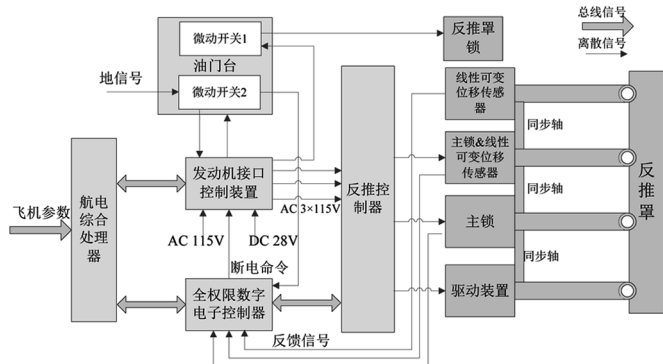 微动开关1
反推罩
锁
总线信号
离散信号
油门台
地信号
微动开关2
线性可变
位移传感
器
同步轴
主锁&线性
可变位移
传感器
同步轴
主锁
同步轴
驱动装置
反推罩
飞机参数
航电
综合
处理
器
发动机接口
控制装置
反推控
制器
AC 3×115V
AC 115V
DC 28V
断电命令
全权限数字
电子控制器
反馈信号